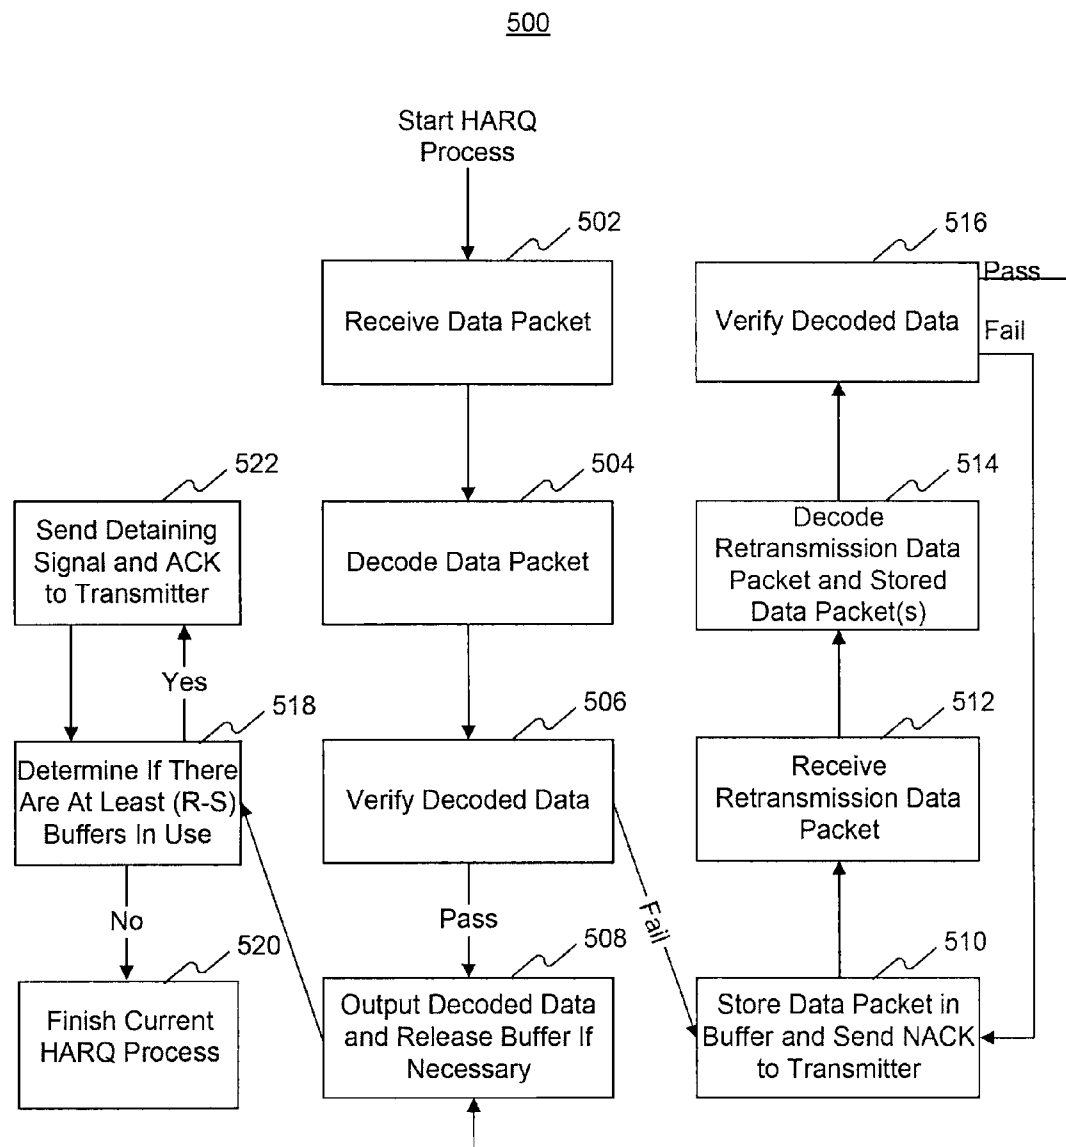 500
Start HARQ
Process
502
Receive Data Packet
504
Decode Data Packet
506
Verify Decoded Data
Pass
Fail
508
Output Decoded Data
and Release Buffer If
Necessary
510
Store Data Packet in
Buffer and Send NACK
to Transmitter
512
Receive
Retransmission Data
Packet
514
Decode
Retransmission Data
Packet and Stored
Data Packet(s)
516
Verify Decoded Data
Pass
Fail
518
Determine If There
Are At Least (R-S)
Buffers In Use
Yes
No
520
Finish Current
HARQ Process
522
Send Detaining
Signal and ACK
to Transmitter